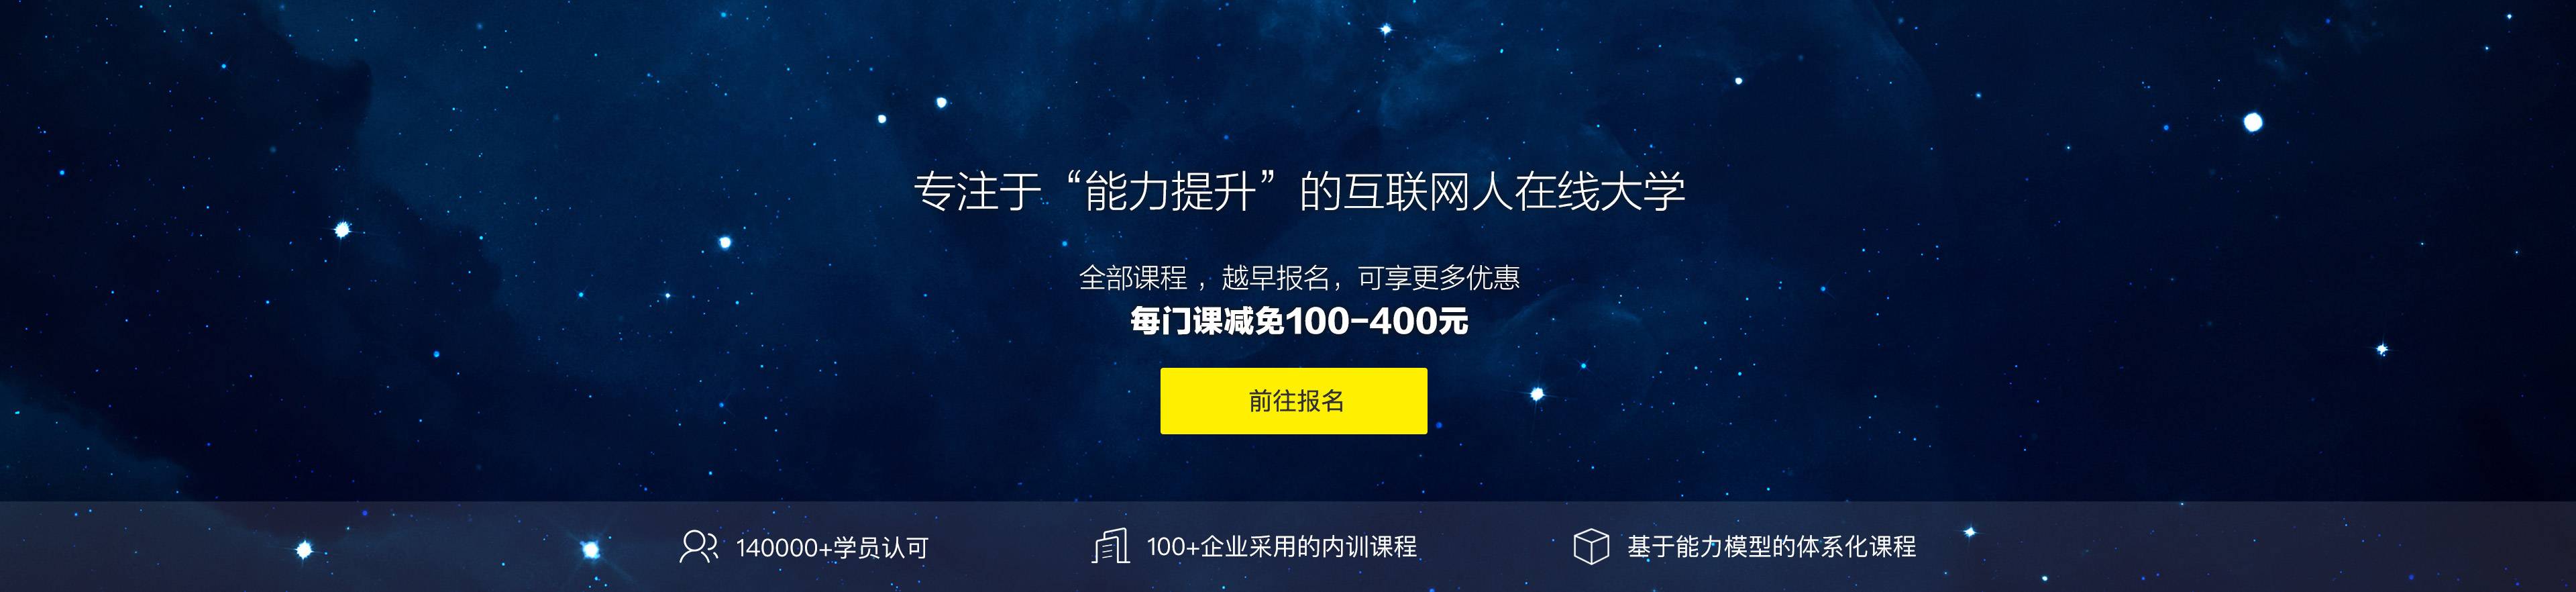 专注于“能力提升”的互联网人在线大学
全部课程，越早报名，可享更多优惠
每门课减免100-400元
前往报名
140000+学员认可
100+企业采用的内训课程
基于能力模型的体系化课程